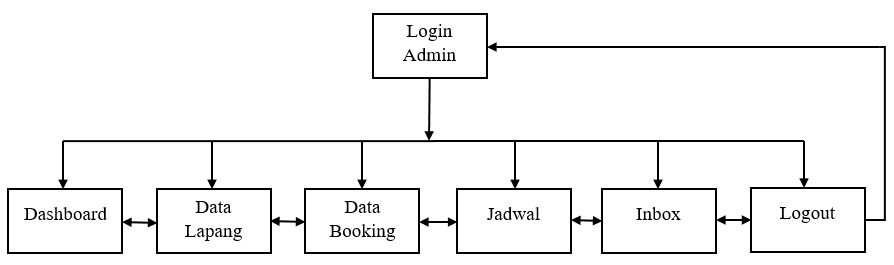 Login
Admin
Dashboard
Data
Lapang
Data
Booking
Jadwal
Inbox
Logout